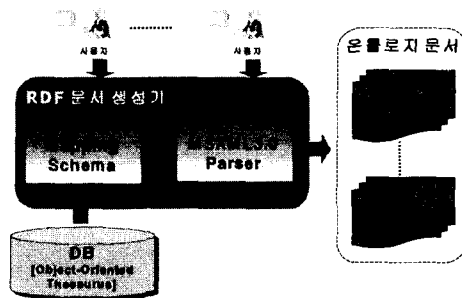 사용자
사용자
온톨로지 문서
RDF 문서 생성기
Schema
Parser
DB
[Object-Oriented
Thesaurus]